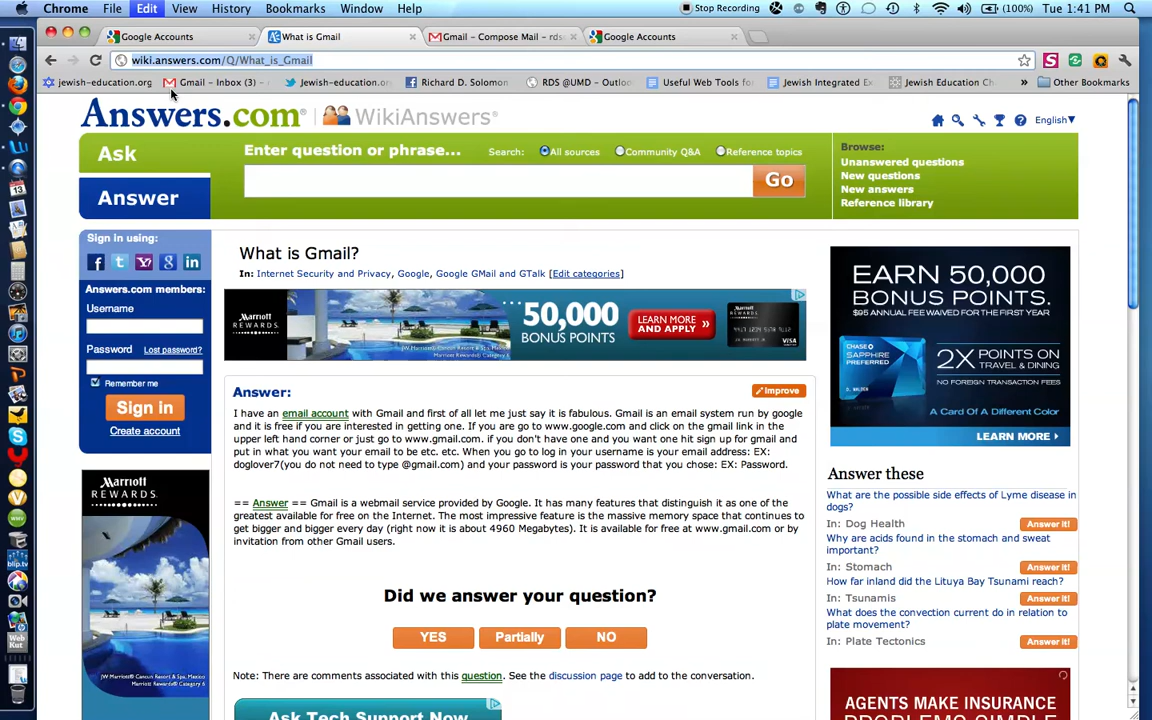 Chrome File Edit View History Bookmarks Window Help Stop Recording (100%) Tue 1:41 PM
Google Accounts What is Gmail Gmail – Compose Mail – rds Google Accounts
wiki.answers.com/Q/What_is_Gmail
jewish-education.org Gmail – Inbox (3) – Jewish-education.on Richard D. Solomon RDS @UMD – Outloo Useful Web Tools for Jewish Integrated E Jewish Education Ch » Other Bookmarks
Answers.com® WikiAnswers®
English▼
Ask
Enter question or phrase... Search: All sources Community Q&A Reference topics
Go
Answer
Browse:
Unanswered questions
New questions
New answers
Reference library
Sign in using:
Answers.com members:
Username
Password Lost password?
Remember me
Sign in
Create account
What is Gmail?
In: Internet Security and Privacy, Google, Google GMail and GTalk [Edit categories]
Marriott
REWARDS.
50,000
BONUS POINTS
LEARN MORE
AND APPLY »
Answer:
Improve
I have an email account with Gmail and first of all let me just say it is fabulous. Gmail is an email system run by google
and it is free if you are interested in getting one. If you are go to www.google.com and click on the gmail link in the
upper left hand corner or just go to www.gmail.com. if you don't have one and you want one hit sign up for gmail and
put in what you want your email to be etc. etc. When you go to log in your username is your email address: EX:
doglover7(you do not need to type @gmail.com) and your password is your password that you chose: EX: Password.
== Answer == Gmail is a webmail service provided by Google. It has many features that distinguish it as one of the
greatest available for free on the Internet. The most impressive feature is the massive memory space that continues to
get bigger and bigger every day (right now it is about 4960 Megabytes). It is available for free at www.gmail.com or by
invitation from other Gmail users.
Did we answer your question?
YES Partially NO
Note: There are comments associated with this question. See the discussion page to add to the conversation.
Ask Tech Support Now
EARN 50,000
BONUS POINTS.
$95 ANNUAL FEE WAIVED FOR THE FIRST YEAR
CHASE
SAPPHIRE
PREFERRED
2X POINTS ON
TRAVEL & DINING
NO FOREIGN TRANSACTION FEES
A Card Of A Different Color
LEARN MORE
Answer these
What are the possible side effects of Lyme disease in
dogs?
In: Dog Health Answer it!
Why are acids found in the stomach and sweat
important?
In: Stomach Answer it!
How far inland did the Lituya Bay Tsunami reach?
In: Tsunamis Answer it!
What does the convection current do in relation to
plate movement?
In: Plate Tectonics Answer it!
AGENTS MAKE INSURANCE
Marriott
REWARDS.
JW Marriott® Cancun Resort & Spa, Mexico
Marriott Rewards® Category 6